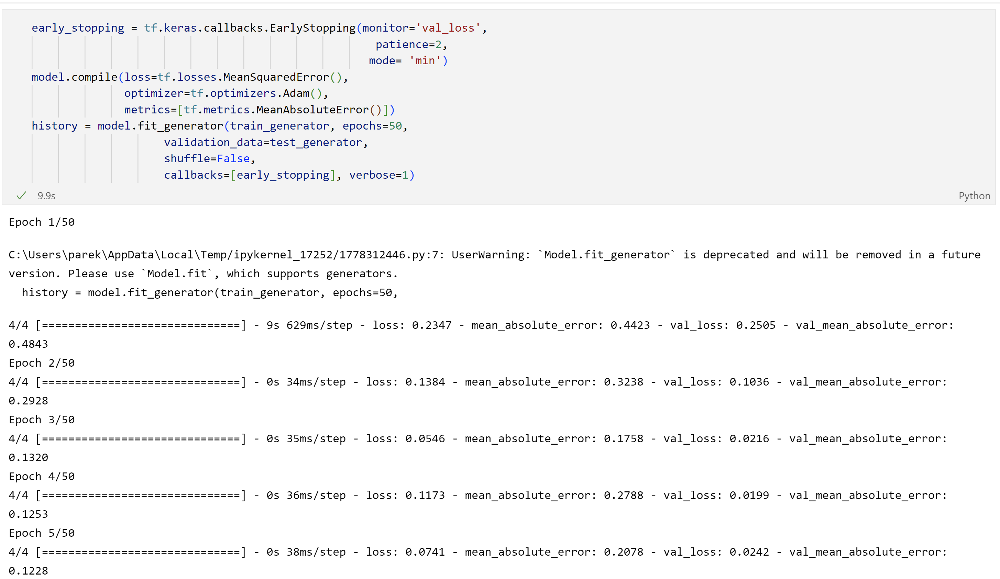 early_stopping = tf.keras.callbacks.EarlyStopping(monitor='val_loss',
patience=2,
mode= 'min')
model.compile(loss=tf.losses.MeanSquaredError(),
optimizer=tf.optimizers.Adam(),
metrics=[tf.metrics.MeanAbsoluteError()])
history = model.fit_generator(train_generator, epochs=50,
validation_data=test_generator,
shuffle=False,
callbacks=[early_stopping], verbose=1)
9.9s
Python
Epoch 1/50
C:\Users\parek\AppData\Local\Temp/ipykernel_17252/1778312446.py:7: UserWarning: `Model.fit_generator` is deprecated and will be removed in a future
version. Please use `Model.fit`, which supports generators.
history = model.fit_generator(train_generator, epochs=50,
4/4 [==============================] - 9s 629ms/step - loss: 0.2347 - mean_absolute_error: 0.4423 - val_loss: 0.2505 - val_mean_absolute_error:
0.4843
Epoch 2/50
4/4 [==============================] - 0s 34ms/step - loss: 0.1384 - mean_absolute_error: 0.3238 - val_loss: 0.1036 - val_mean_absolute_error:
0.2928
Epoch 3/50
4/4 [==============================] - 0s 35ms/step - loss: 0.0546 - mean_absolute_error: 0.1758 - val_loss: 0.0216 - val_mean_absolute_error:
0.1320
Epoch 4/50
4/4 [==============================] - 0s 36ms/step - loss: 0.1173 - mean_absolute_error: 0.2788 - val_loss: 0.0199 - val_mean_absolute_error:
0.1253
Epoch 5/50
4/4 [==============================] - 0s 38ms/step - loss: 0.0741 - mean_absolute_error: 0.2078 - val_loss: 0.0242 - val_mean_absolute_error:
0.1228